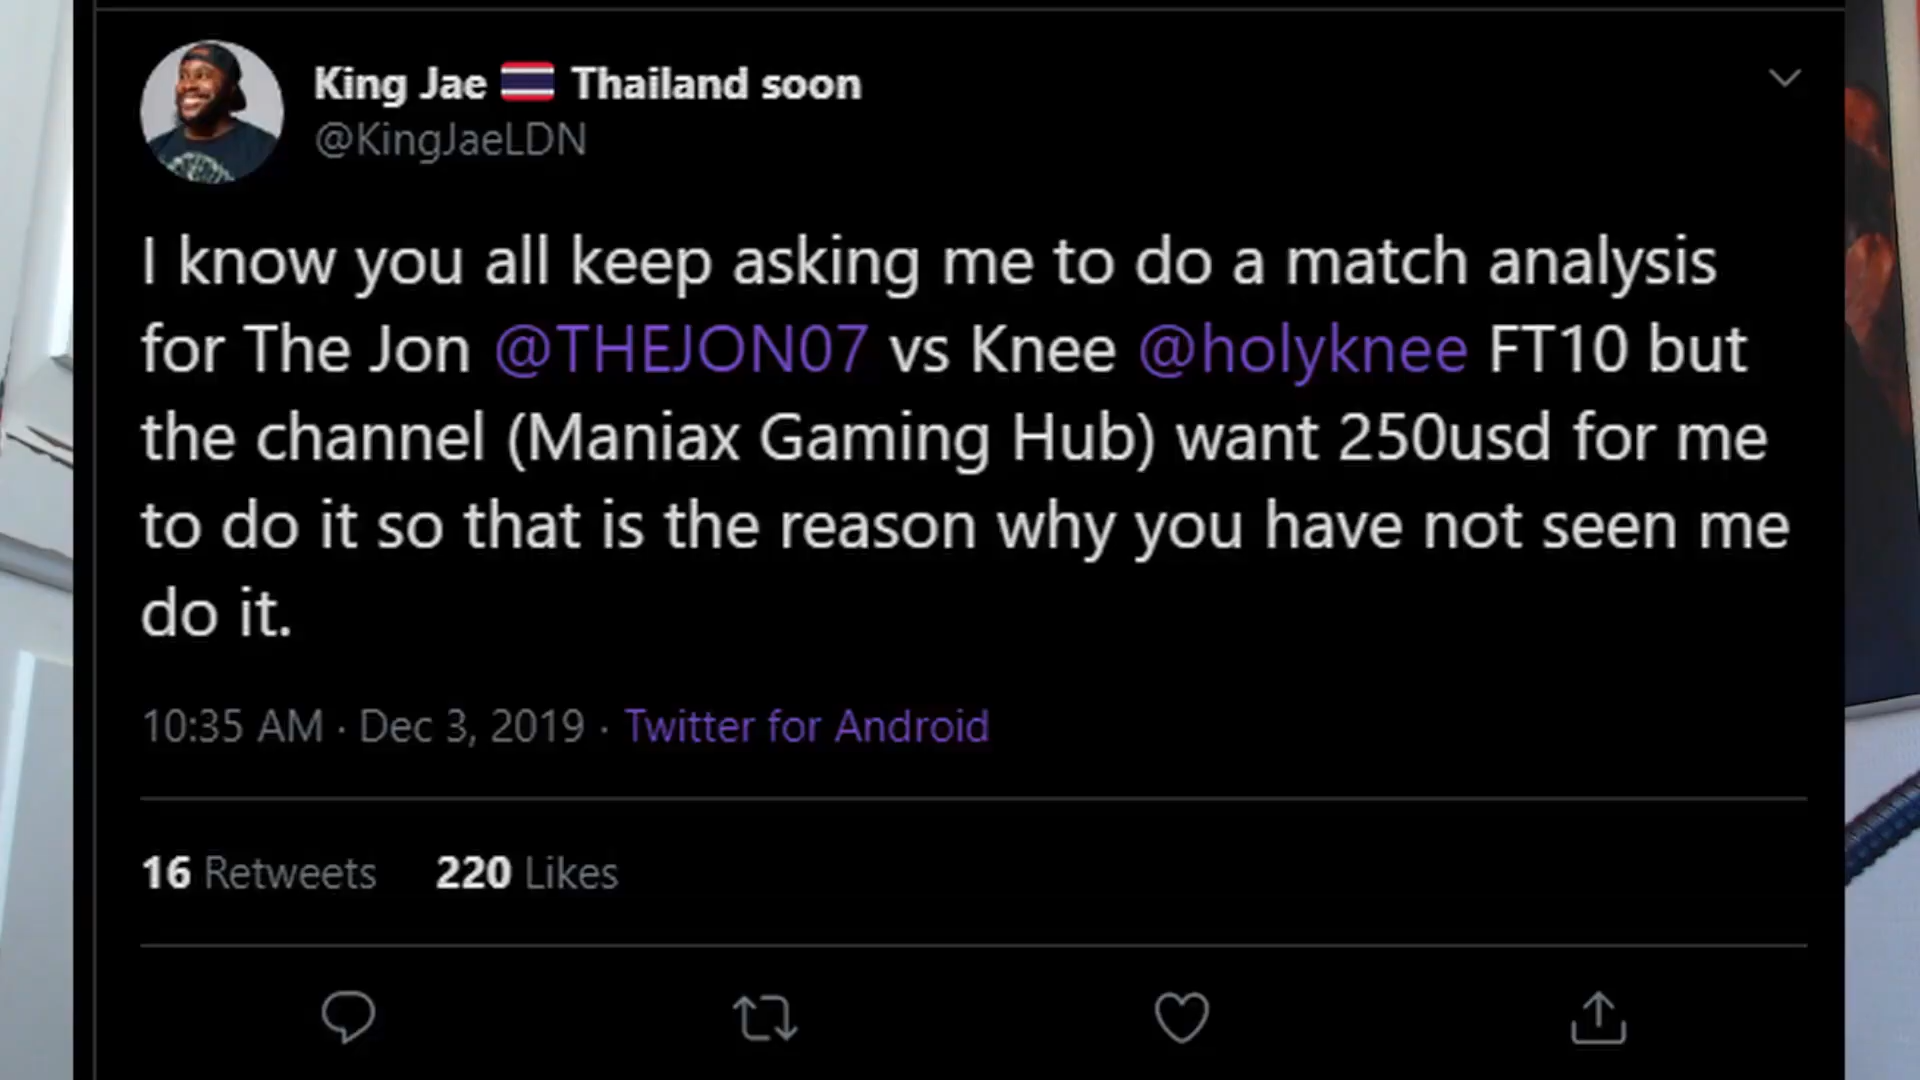 King Jae 🇹🇭 Thailand soon
@KingJaeLDN
I know you all keep asking me to do a match analysis
for The Jon @THEJON07 vs Knee @holyknee FT10 but
the channel (Maniax Gaming Hub) want 250usd for me
to do it so that is the reason why you have not seen me
do it.
10:35 AM · Dec 3, 2019 · Twitter for Android
16 Retweets 220 Likes